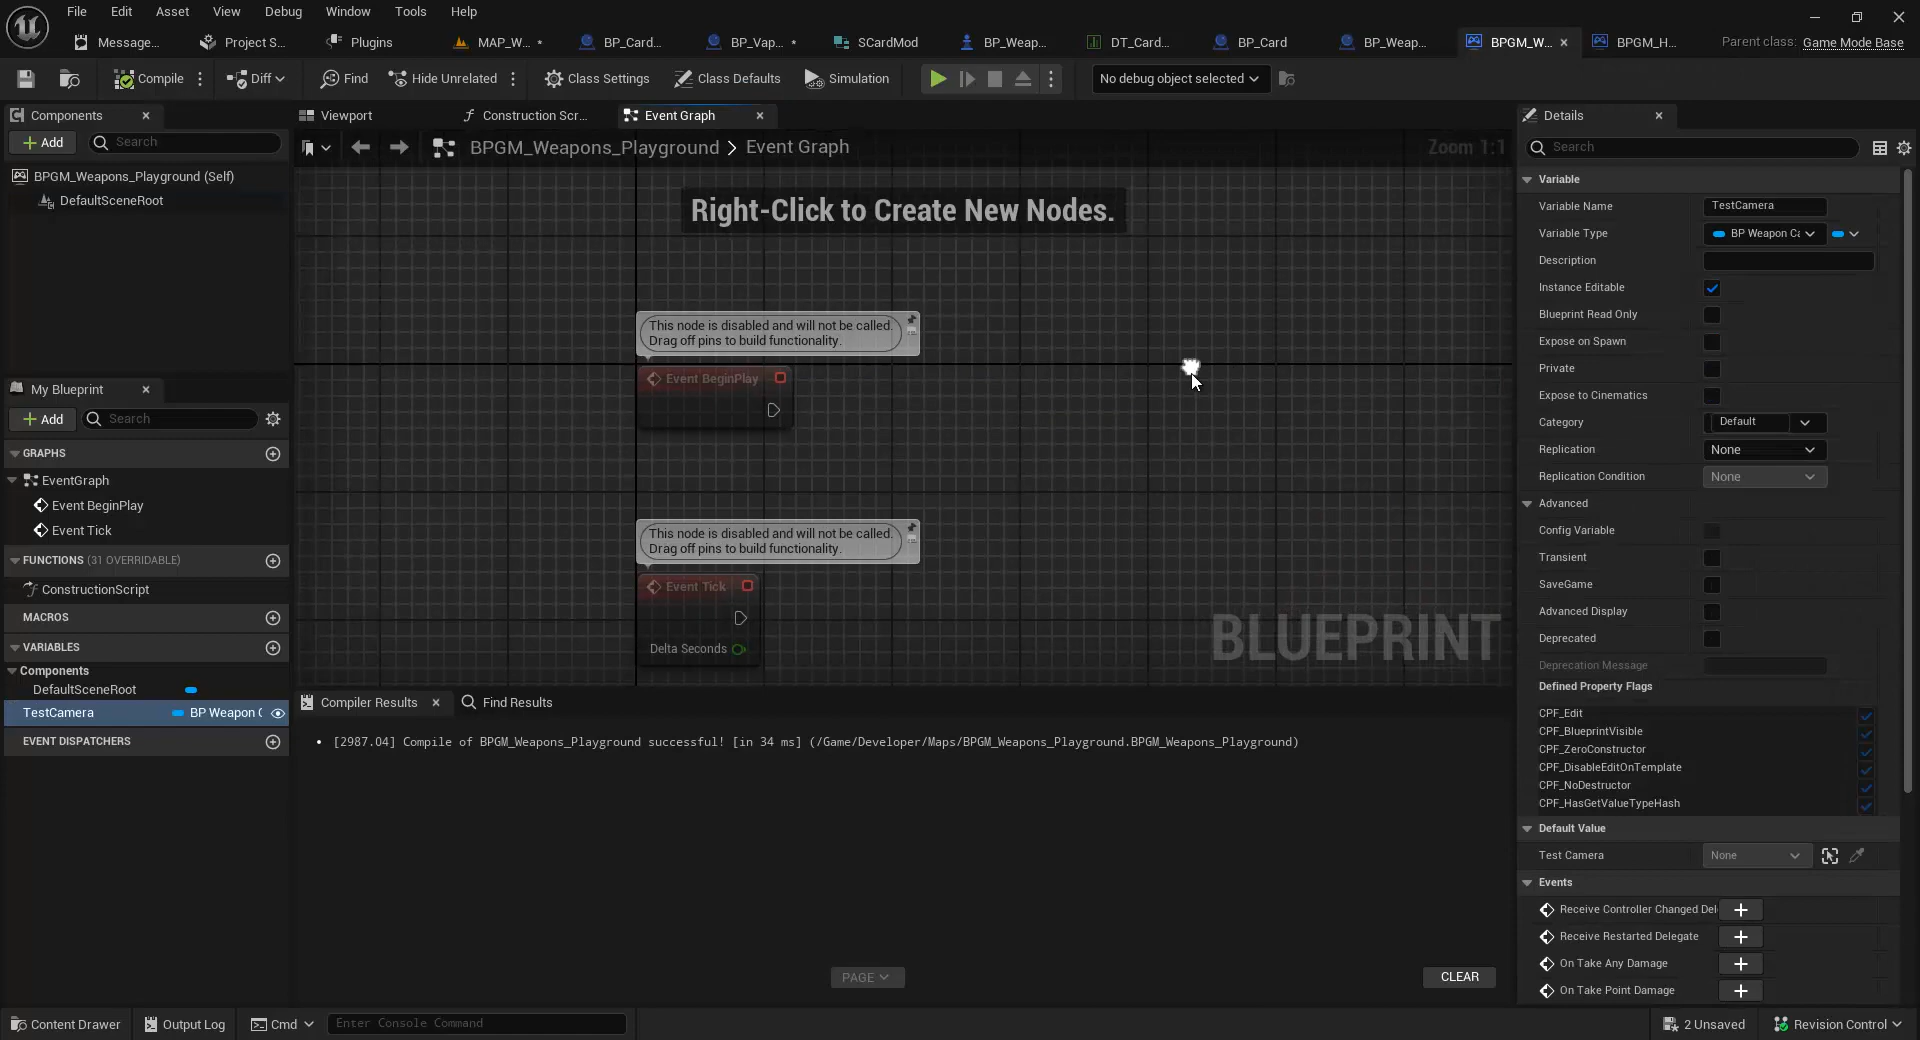 File Edit Asset View Debug Window Tools Help
Message... Project S... Plugins MAP_W... * BP_Card... BP_Vap... * SCardMod BP_Weap... DT_Card... BP_Card BP_Weap... BPGM_W... BPGM_H... Parent class: Game Mode Base
Compile Diff Find Hide Unrelated Class Settings Class Defaults Simulation No debug object selected
Components
Add Search
BPGM_Weapons_Playground (Self)
DefaultSceneRoot
My Blueprint
Add Search
GRAPHS
EventGraph
Event BeginPlay
Event Tick
FUNCTIONS (31 OVERRIDABLE)
ConstructionScript
MACROS
VARIABLES
Components
DefaultSceneRoot
TestCamera BP Weapon C
EVENT DISPATCHERS
Viewport Construction Scr... Event Graph
BPGM_Weapons_Playground > Event Graph Zoom 1:1
Right-Click to Create New Nodes.
This node is disabled and will not be called.
Drag off pins to build functionality.
Event BeginPlay
This node is disabled and will not be called.
Drag off pins to build functionality.
Event Tick
Delta Seconds
BLUEPRINT
Compiler Results Find Results
[2987.04] Compile of BPGM_Weapons_Playground successful! [in 34 ms] (/Game/Developer/Maps/BPGM_Weapons_Playground.BPGM_Weapons_Playground)
PAGE CLEAR
Details
Search
Variable
Variable Name TestCamera
Variable Type BP Weapon Ca
Description
Instance Editable
Blueprint Read Only
Expose on Spawn
Private
Expose to Cinematics
Category Default
Replication None
Replication Condition None
Advanced
Config Variable
Transient
SaveGame
Advanced Display
Deprecated
Deprecation Message
Defined Property Flags
CPF_Edit
CPF_BlueprintVisible
CPF_ZeroConstructor
CPF_DisableEditOnTemplate
CPF_NoDestructor
CPF_HasGetValueTypeHash
Default Value
Test Camera None
Events
Receive Controller Changed Del
Receive Restarted Delegate
On Take Any Damage
On Take Point Damage
Content Drawer Output Log Cmd Enter Console Command 2 Unsaved Revision Control